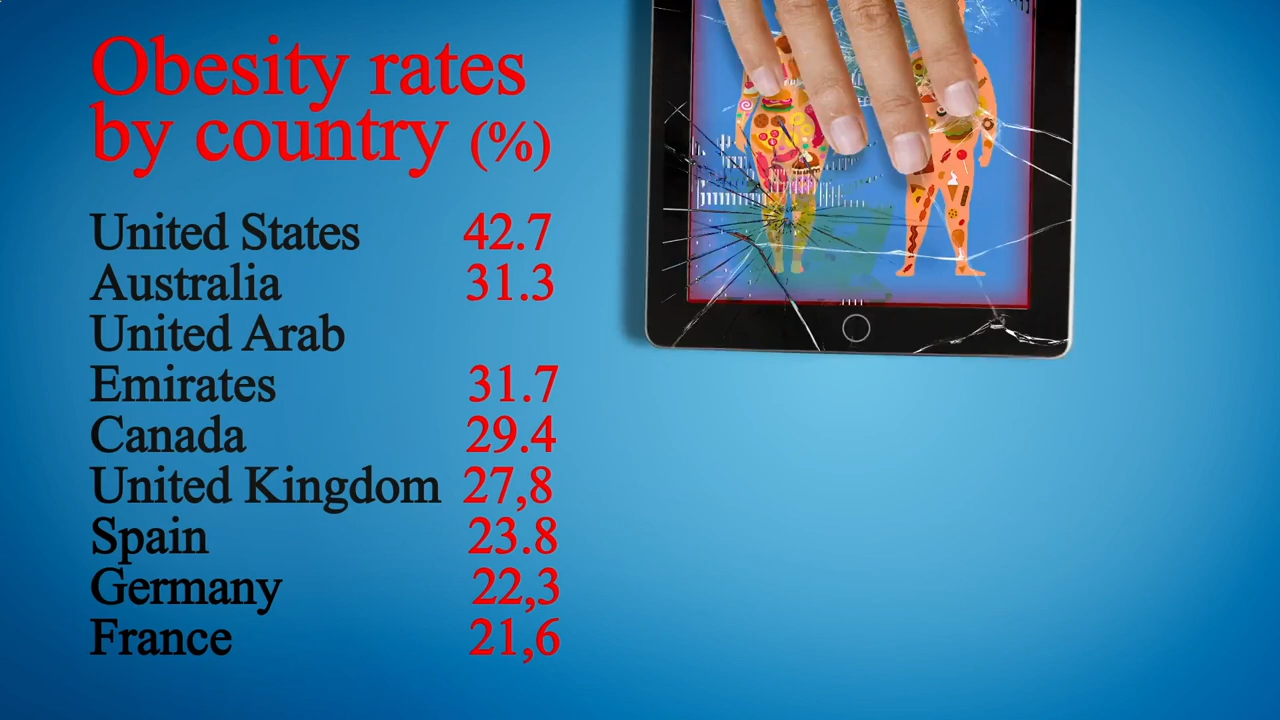 Obesity rates
by country (%)
United States 42.7
Australia 31.3
United Arab
Emirates 31.7
Canada 29.4
United Kingdom 27,8
Spain 23.8
Germany 22,3
France 21,6